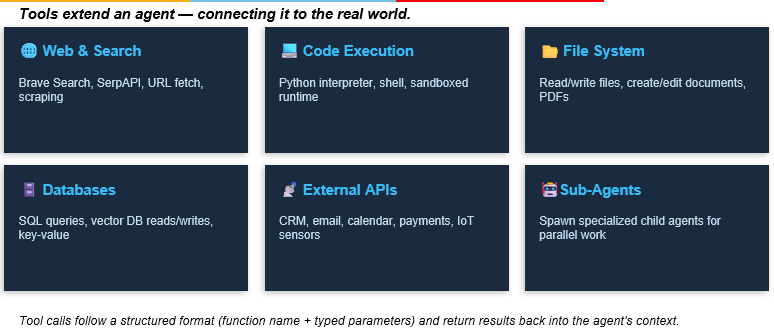 Tools extend an agent — connecting it to the real world.
Web & Search
Brave Search, SerpAPI, URL fetch,
scraping
Code Execution
Python interpreter, shell, sandboxed
runtime
File System
Read/write files, create/edit documents,
PDFs
Databases
SQL queries, vector DB reads/writes,
key-value
External APIs
CRM, email, calendar, payments, IoT
sensors
Sub-Agents
Spawn specialized child agents for
parallel work
Tool calls follow a structured format (function name + typed parameters) and return results back into the agent's context.